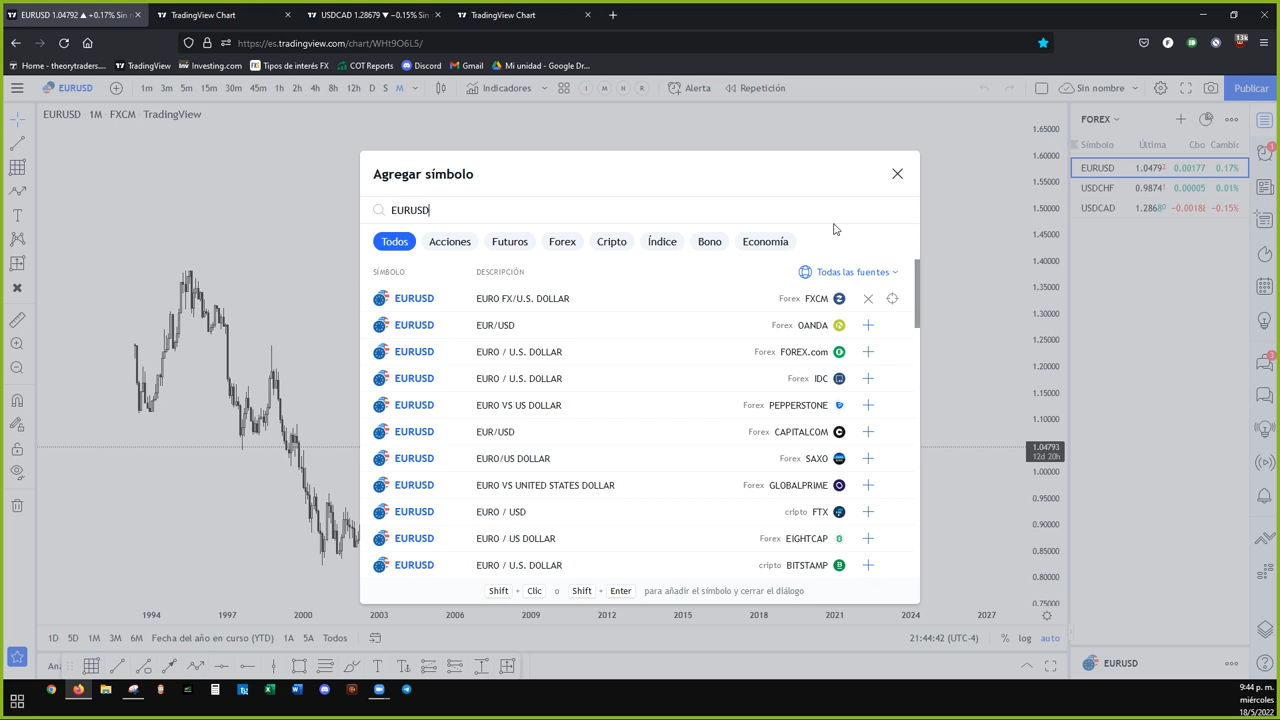 EURUSD 1.04792 ▲ +0.17% Sin
TradingView Chart
USDCAD 1.28679 ▼ −0.15% Sin
TradingView Chart
https://es.tradingview.com/chart/WHt9O6L5/
13k
Home - theorytraders....
TradingView
Investing.com
Tipos de interés FX
COT Reports
Discord
Gmail
Mi unidad - Google Dr...
EURUSD
1m 3m 5m 15m 30m 45m 1h 2h 4h 8h 12h D S M
Indicadores
I M N R
Alerta
Repetición
Sin nombre
Publicar
EURUSD · 1M · FXCM · TradingView
FOREX
Símbolo Última Cbo Cambio
EURUSD 1.04792 0.00177 0.17%
USDCHF 0.98741 0.00005 0.01%
USDCAD 1.28680 −0.00188 −0.15%
Agregar símbolo
EURUSD
Todos Acciones Futuros Forex Cripto Índice Bono Economía
SÍMBOLO DESCRIPCIÓN Todas las fuentes
EURUSD EURO FX/U.S. DOLLAR Forex FXCM
EURUSD EUR/USD Forex OANDA
EURUSD EURO / U.S. DOLLAR Forex FOREX.com
EURUSD EURO / U.S. DOLLAR Forex IDC
EURUSD EURO VS US DOLLAR Forex PEPPERSTONE
EURUSD EUR/USD Forex CAPITALCOM
EURUSD EURO/US DOLLAR Forex SAXO
EURUSD EURO VS UNITED STATES DOLLAR Forex GLOBALPRIME
EURUSD EURO / USD cripto FTX
EURUSD EURO / US DOLLAR Forex EIGHTCAP
EURUSD EURO / U.S. DOLLAR cripto BITSTAMP
Shift + Clic o Shift + Enter para añadir el símbolo y cerrar el diálogo
1.65000
1.60000
1.55000
1.50000
1.45000
1.40000
1.35000
1.30000
1.25000
1.20000
1.15000
1.10000
1.04793
12d 20h
1.00000
0.95000
0.90000
0.85000
0.80000
0.75000
1994 1997 2000 2003 2006 2009 2012 2015 2018 2021 2024 2027
1D 5D 1M 3M 6M Fecha del año en curso (YTD) 1A 5A Todos
21:44:42 (UTC-4) % log auto
EURUSD
9:44 p. m.
miércoles
18/5/2022